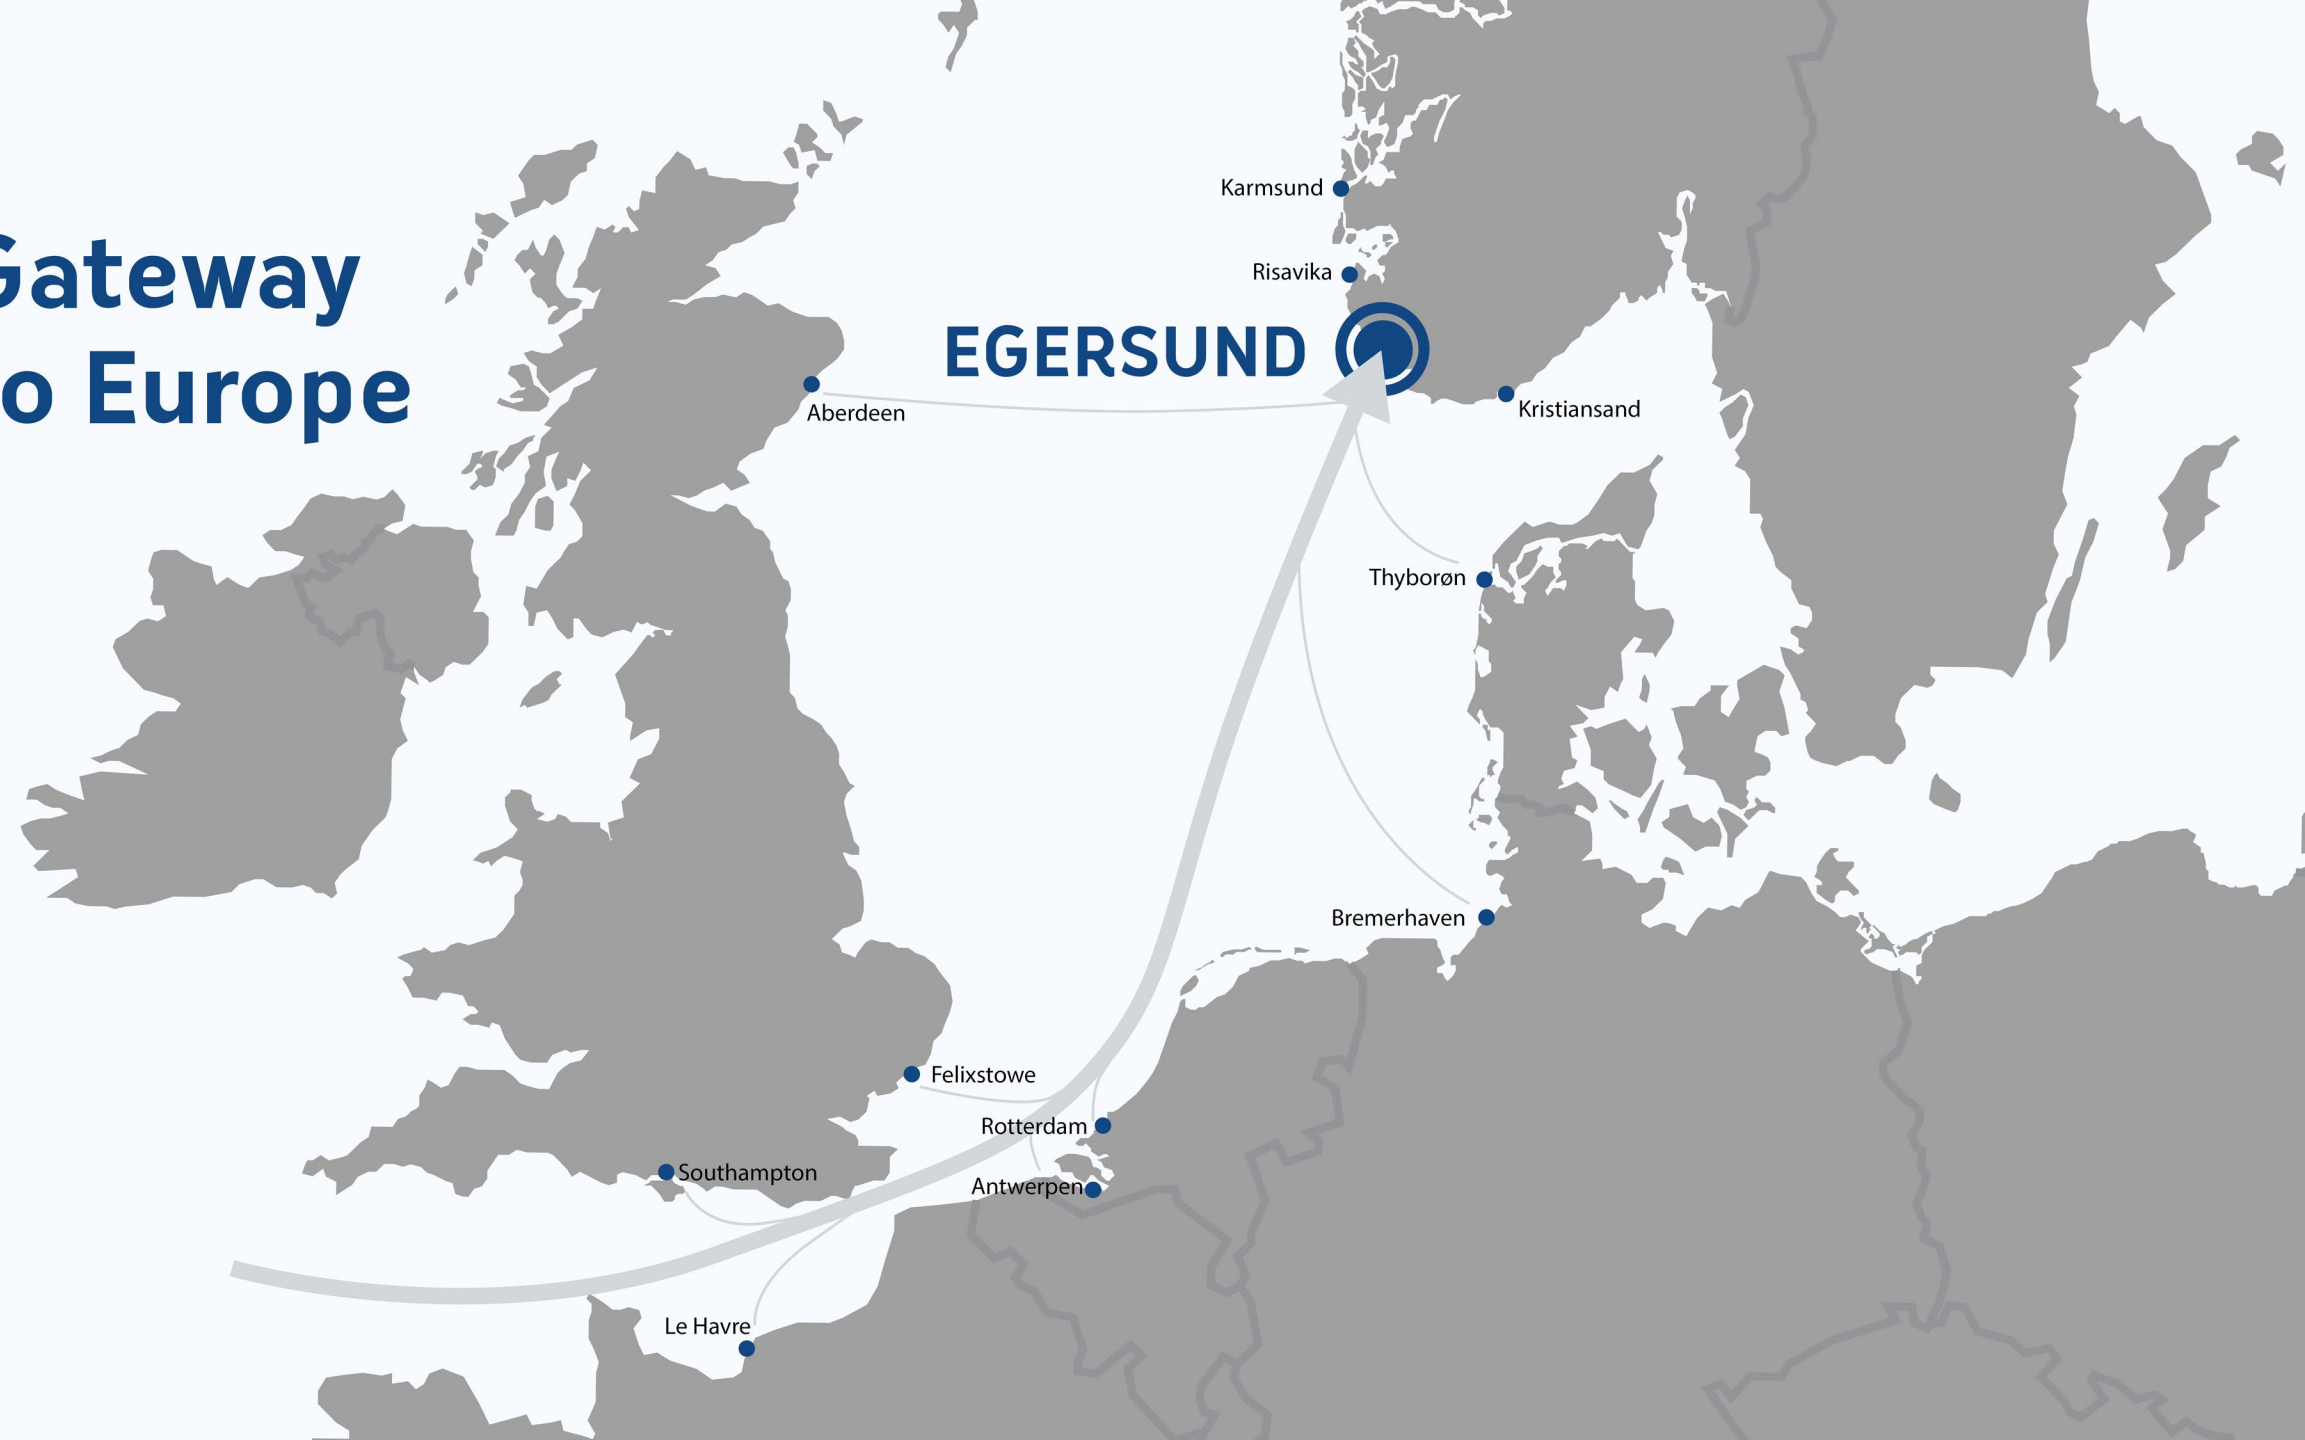 Gateway
o Europe
Karmsund
Risavika
EGERSUND
Aberdeen
Kristiansand
Thyborøn
Bremerhaven
Felixstowe
Rotterdam
Southampton
Antwerpen
Le Havre